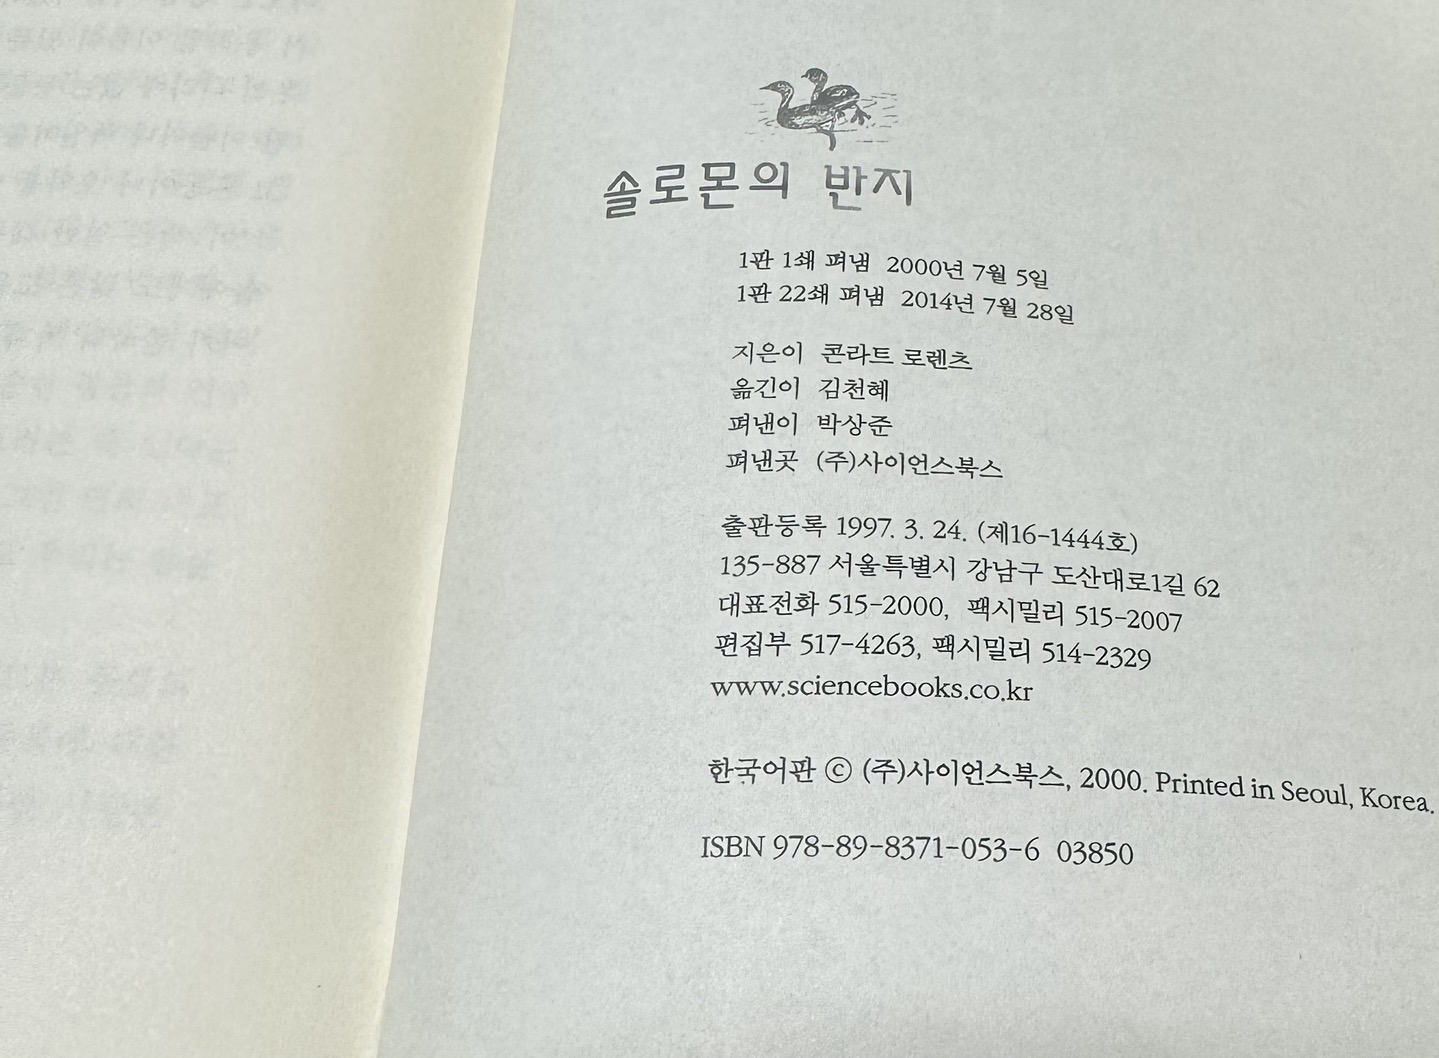 솔로몬의 반지
1판 1쇄 펴냄 2000년 7월 5일
1판 22쇄 펴냄 2014년 7월 28일
지은이 콘라트 로렌츠
옮긴이 김천혜
펴낸이 박상준
펴낸곳 (주)사이언스북스
출판등록 1997. 3. 24. (제16-1444호)
135-887 서울특별시 강남구 도산대로1길 62
대표전화 515-2000, 팩시밀리 515-2007
편집부 517-4263, 팩시밀리 514-2329
www.sciencebooks.co.kr
한국어판 ⓒ (주)사이언스북스, 2000. Printed in Seoul, Korea.
ISBN 978-89-8371-053-6 03850